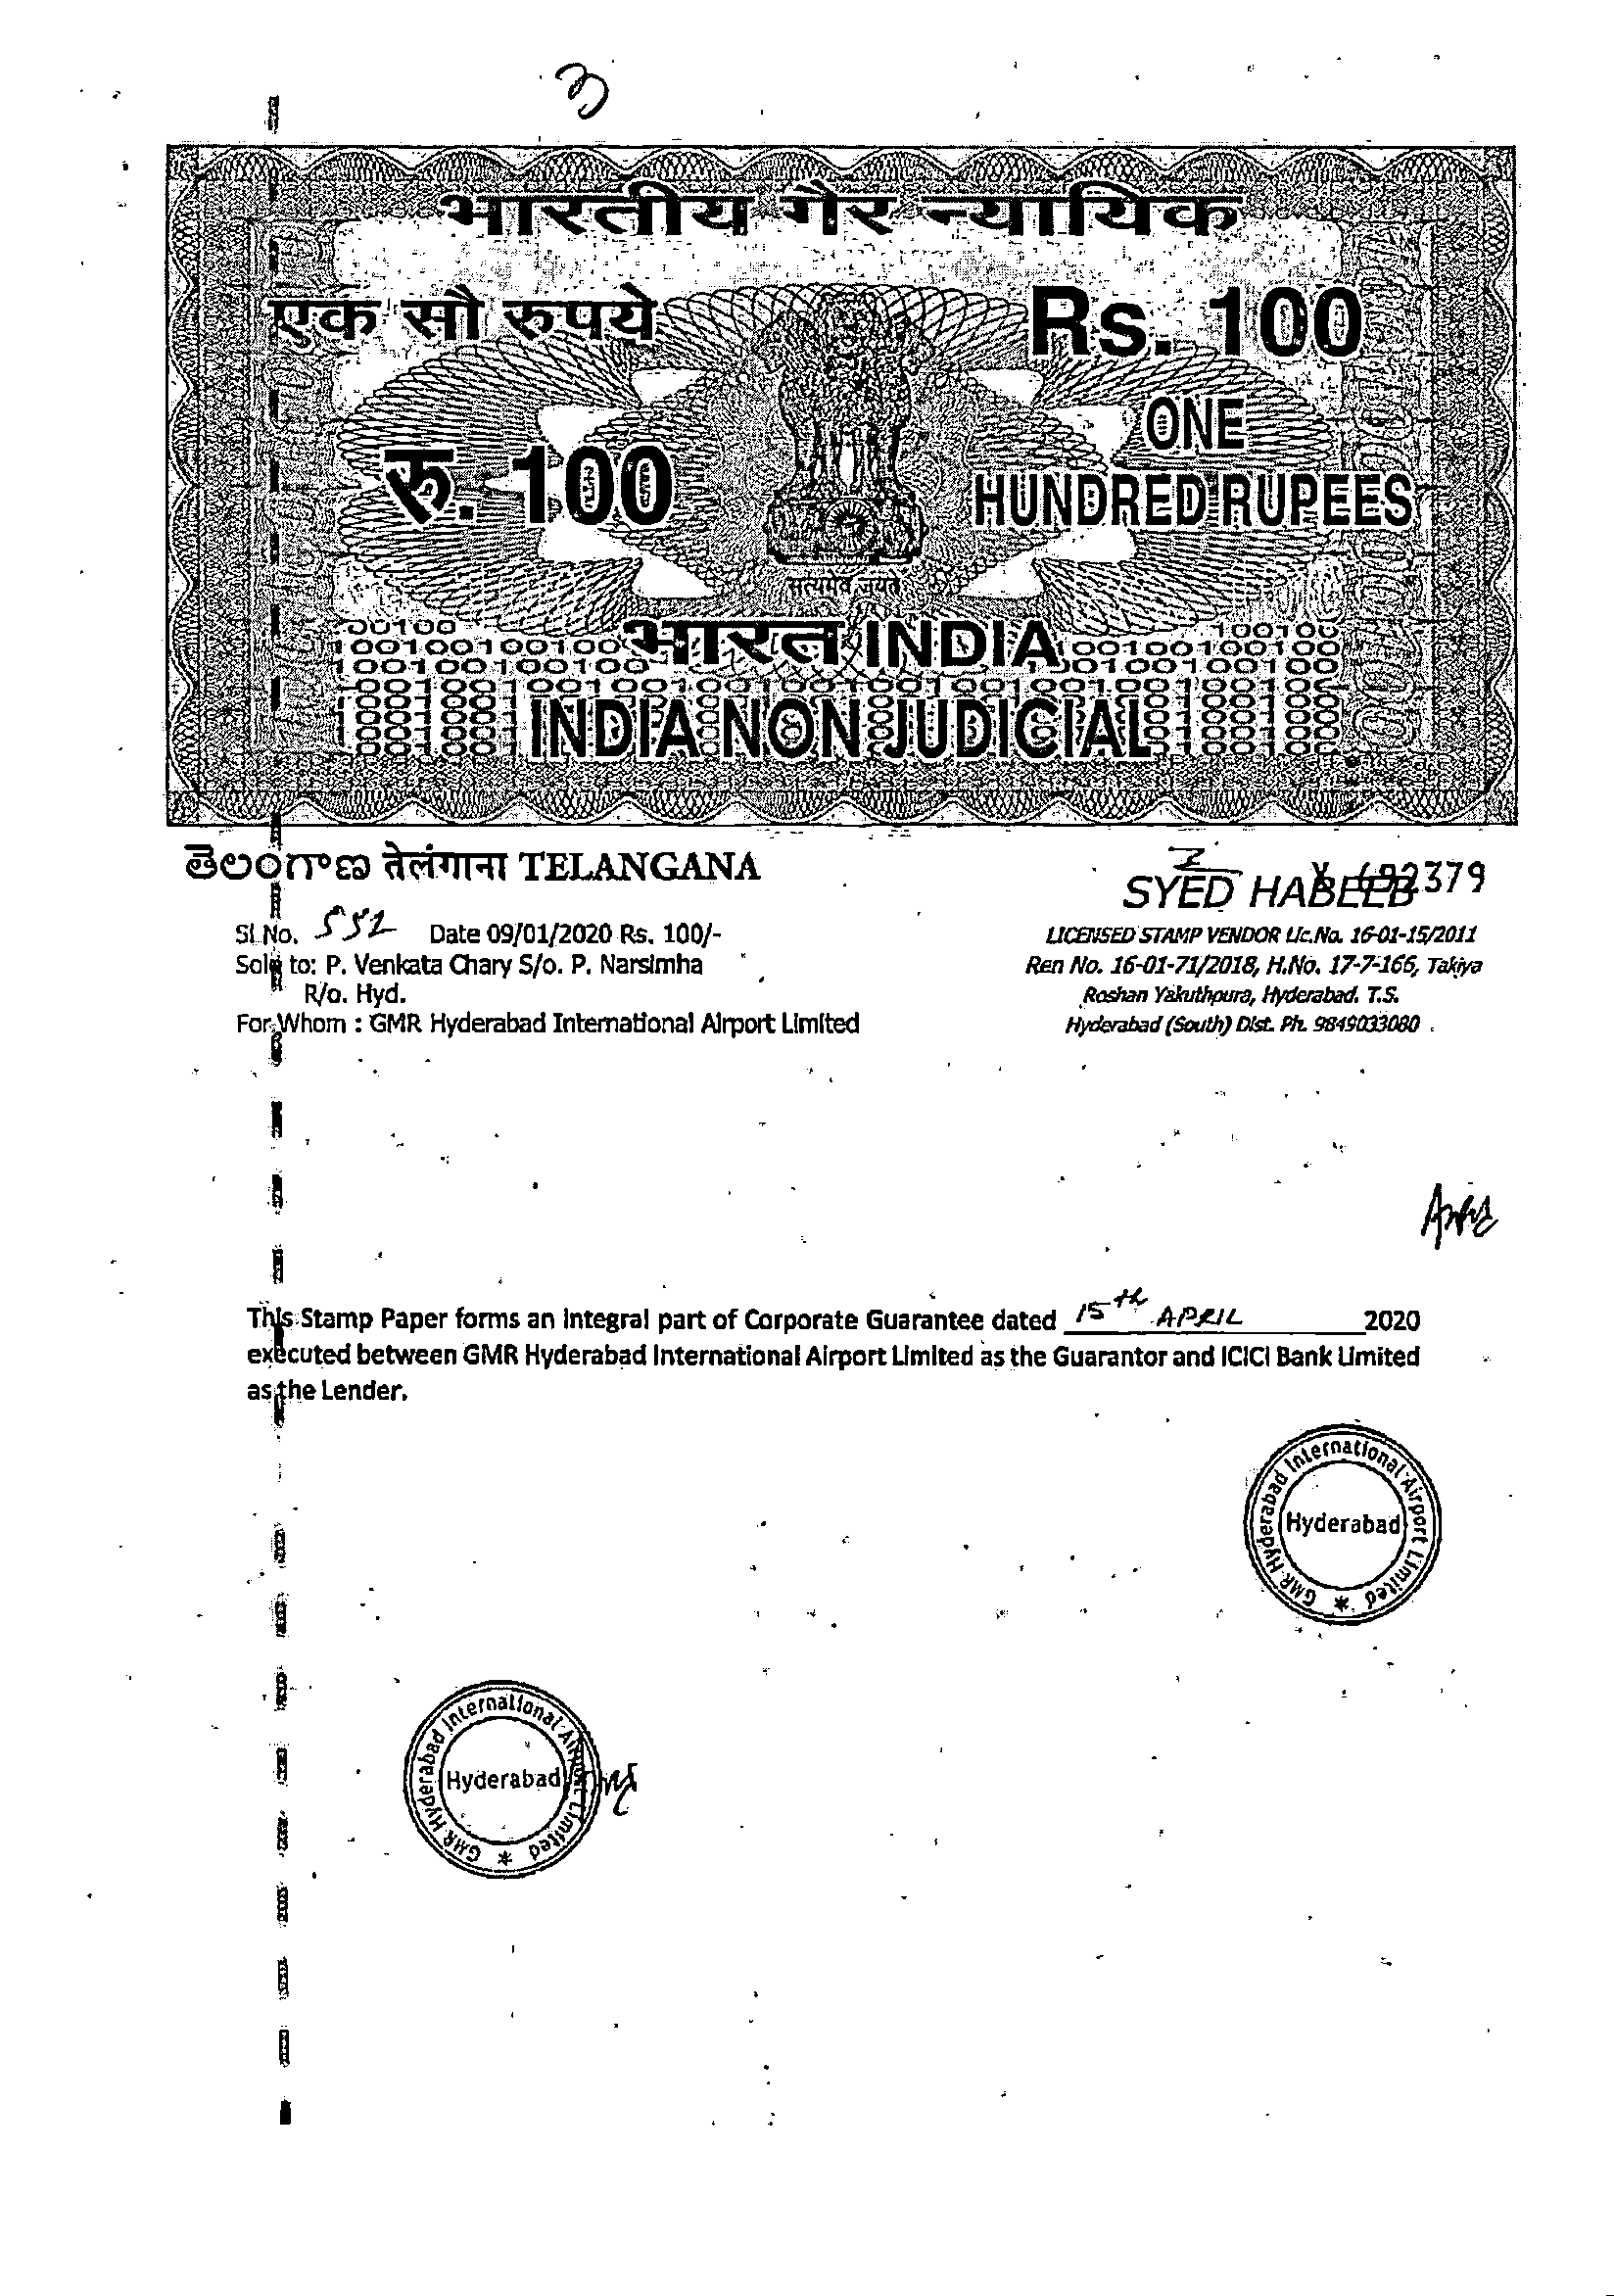 3
भारतीय गैर न्यायिक
एक सौ रुपये Rs. 100
रु. 100 ONE
HUNDRED RUPEES
सत्यमेव जयते
भारत INDIA
INDIA NON JUDICIAL
తెలంగాణ तेलंगाना TELANGANA
Sl.No. 552 Date 09/01/2020 Rs. 100/-
Sold to: P. Venkata Chary S/o. P. Narsimha
R/o. Hyd.
For Whom : GMR Hyderabad International Airport Limited
SYED HABEEB 379
LICENSED STAMP VENDOR Lic.No. 16-01-15/2011
Ren No. 16-01-71/2018, H.No. 17-7-166, Takiya
Roshan Yakuthpura, Hyderabad. T.S.
Hyderabad (South) Dist. Ph. 9849033080
This Stamp Paper forms an integral part of Corporate Guarantee dated 15th APRIL 2020
executed between GMR Hyderabad International Airport Limited as the Guarantor and ICICI Bank Limited
as the Lender.
GMR Hyderabad International Airport Limited *
Hyderabad
GMR Hyderabad International Airport Limited *
Hyderabad